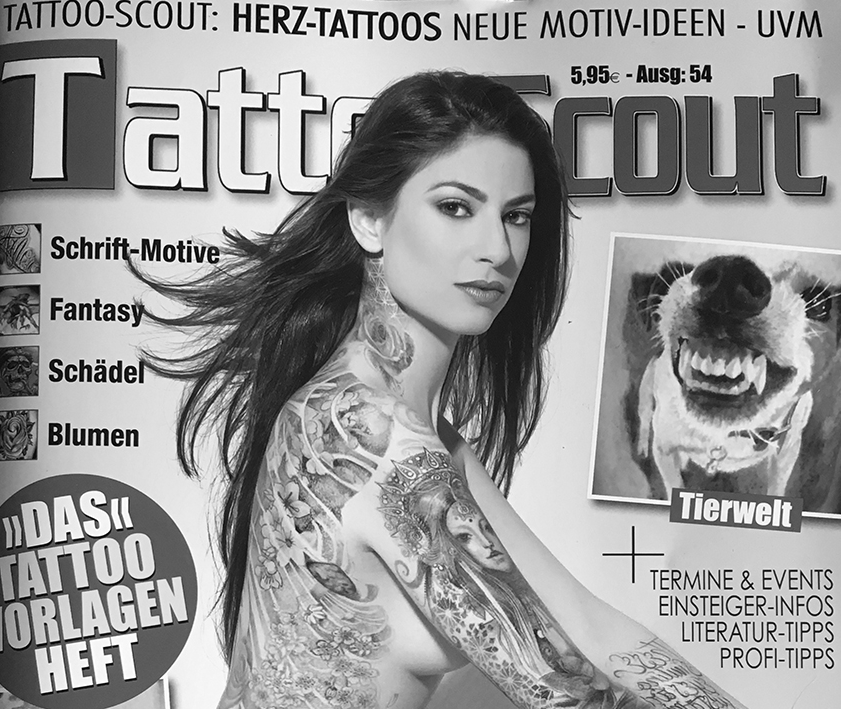 TATTOO-SCOUT: HERZ-TATTOOS NEUE MOTIV-IDEEN - UVM
5,95€ - Ausg: 54
Schrift-Motive
Fantasy
Schädel
Blumen
»DAS«
TATTOO
VORLAGEN
HEFT
Tierwelt
+
TERMINE & EVENTS
EINSTEIGER-INFOS
LITERATUR-TIPPS
PROFI-TIPPS